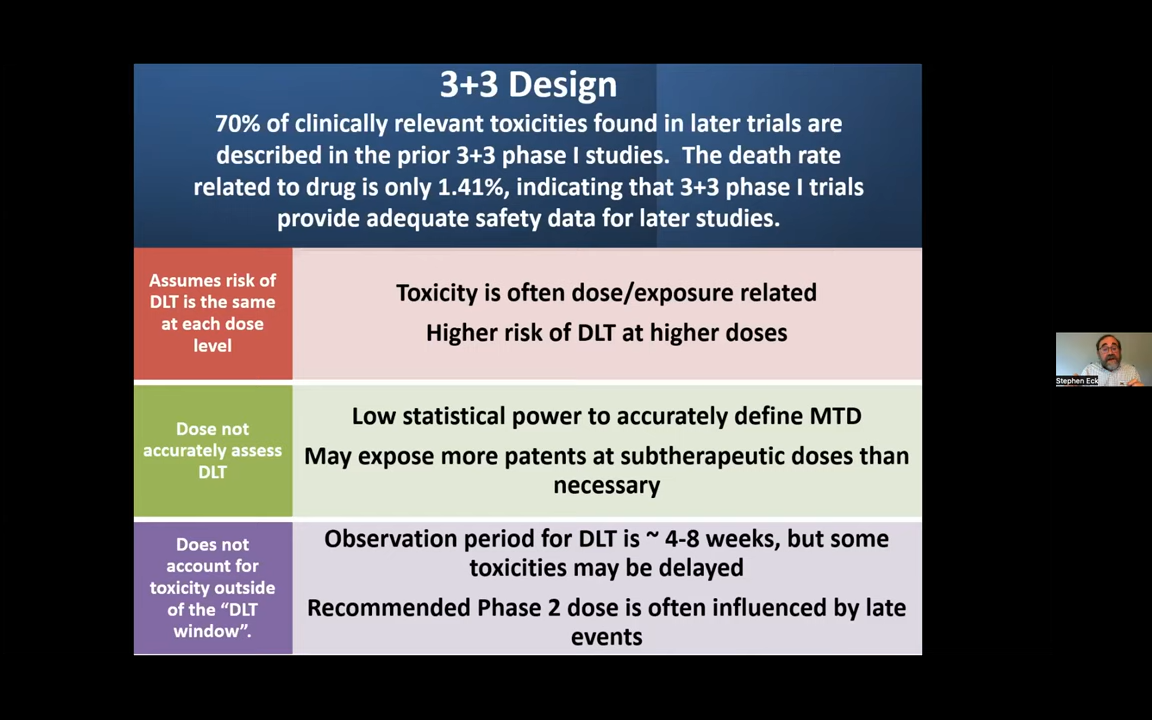 3+3 Design
70% of clinically relevant toxicities found in later trials are
described in the prior 3+3 phase I studies. The death rate
related to drug is only 1.41%, indicating that 3+3 phase I trials
provide adequate safety data for later studies.
Assumes risk of
DLT is the same
at each dose
level
Toxicity is often dose/exposure related
Higher risk of DLT at higher doses
Dose not
accurately assess
DLT
Low statistical power to accurately define MTD
May expose more patents at subtherapeutic doses than
necessary
Does not
account for
toxicity outside
of the “DLT
window”.
Observation period for DLT is ~ 4-8 weeks, but some
toxicities may be delayed
Recommended Phase 2 dose is often influenced by late
events
Stephen Eck